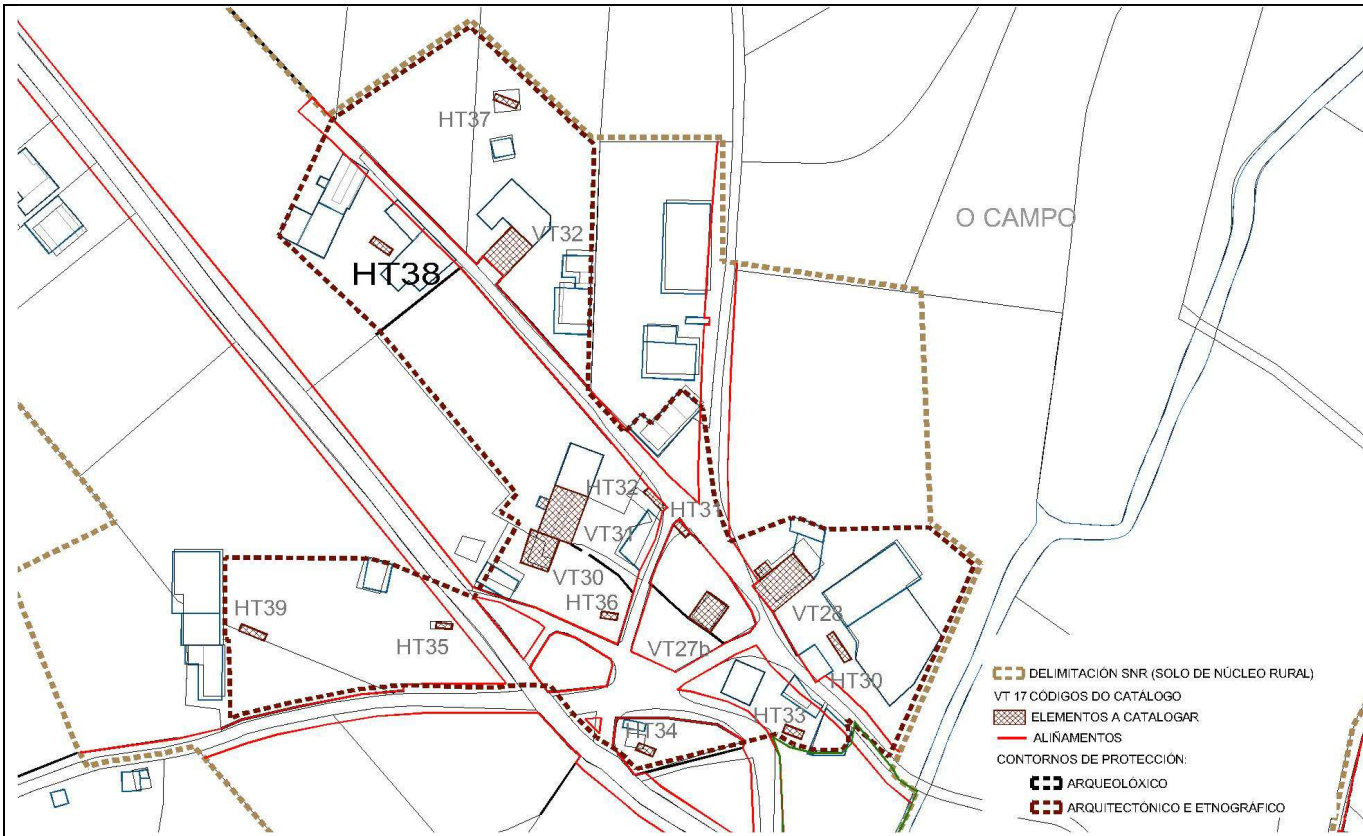 HT37
O CAMPO
VT32
HT38
HT32
HT31
VT31
VT30
HT36
HT39
HT35
VT28
VT27b
HT30
HT33
HT34
DELIMITACIÓN SNR (SOLO DE NÚCLEO RURAL)
VT 17 CÓDIGOS DO CATÁLOGO
ELEMENTOS A CATALOGAR
ALIÑAMENTOS
CONTORNOS DE PROTECCIÓN:
ARQUEOLÓXICO
ARQUITECTÓNICO E ETNOGRÁFICO